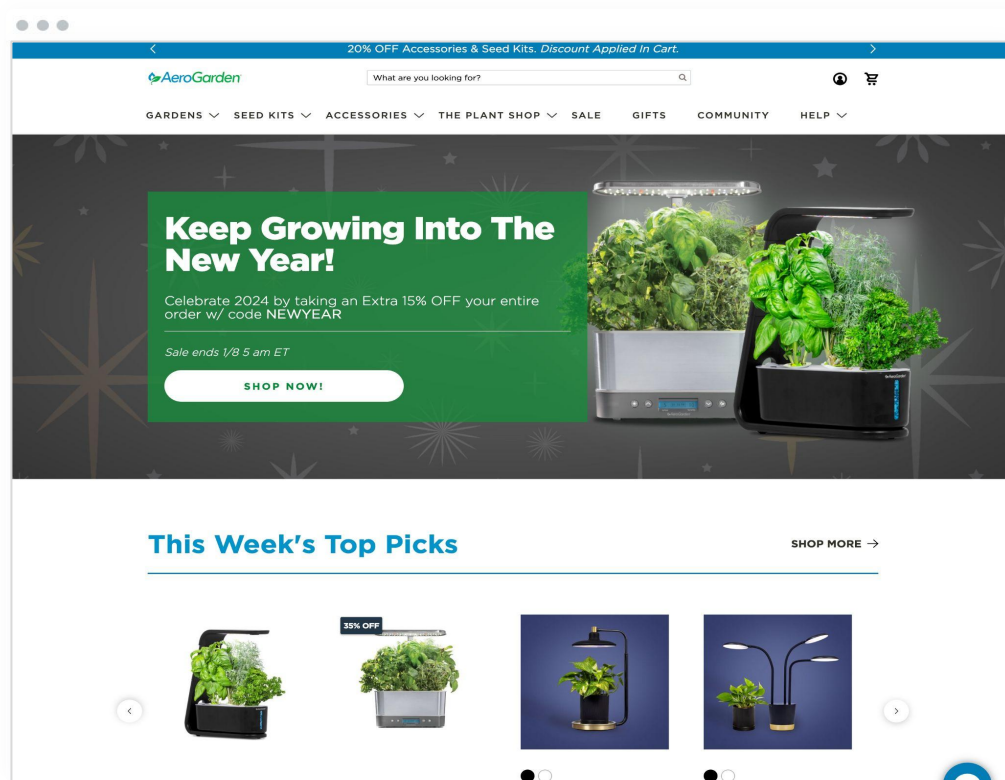 20% OFF Accessories & Seed Kits. Discount Applied In Cart.
AeroGarden
What are you looking for?
GARDENS SEED KITS ACCESSORIES THE PLANT SHOP SALE GIFTS COMMUNITY HELP
Keep Growing Into The
New Year!
Celebrate 2024 by taking an Extra 15% OFF your entire
order w/ code NEWYEAR
Sale ends 1/8 5 am ET
SHOP NOW!
AeroGarden
This Week's Top Picks
SHOP MORE
35% OFF